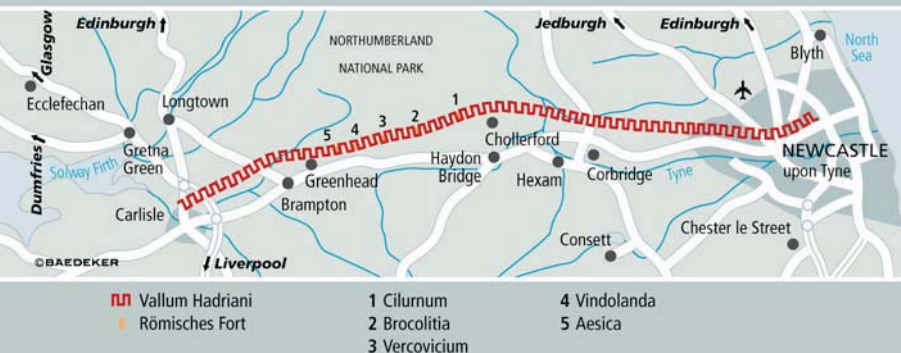 Edinburgh
Jedburgh
Edinburgh
Glasgow
NORTHUMBERLAND
NATIONAL PARK
Blyth
North
Sea
Ecclefechan
Longtown
1
2
3
4
5
Chollerford
Gretna
Green
Solway Firth
Dumfries
Greenhead
Haydon
Bridge
Hexam
Corbridge
Tyne
NEWCASTLE
upon Tyne
Carlisle
Brampton
Consett
Chester le Street
©BAEDEKER
Liverpool
Vallum Hadriani
Römisches Fort
1 Cilurnum
2 Brocolitia
3 Vercovicium
4 Vindolanda
5 Aesica